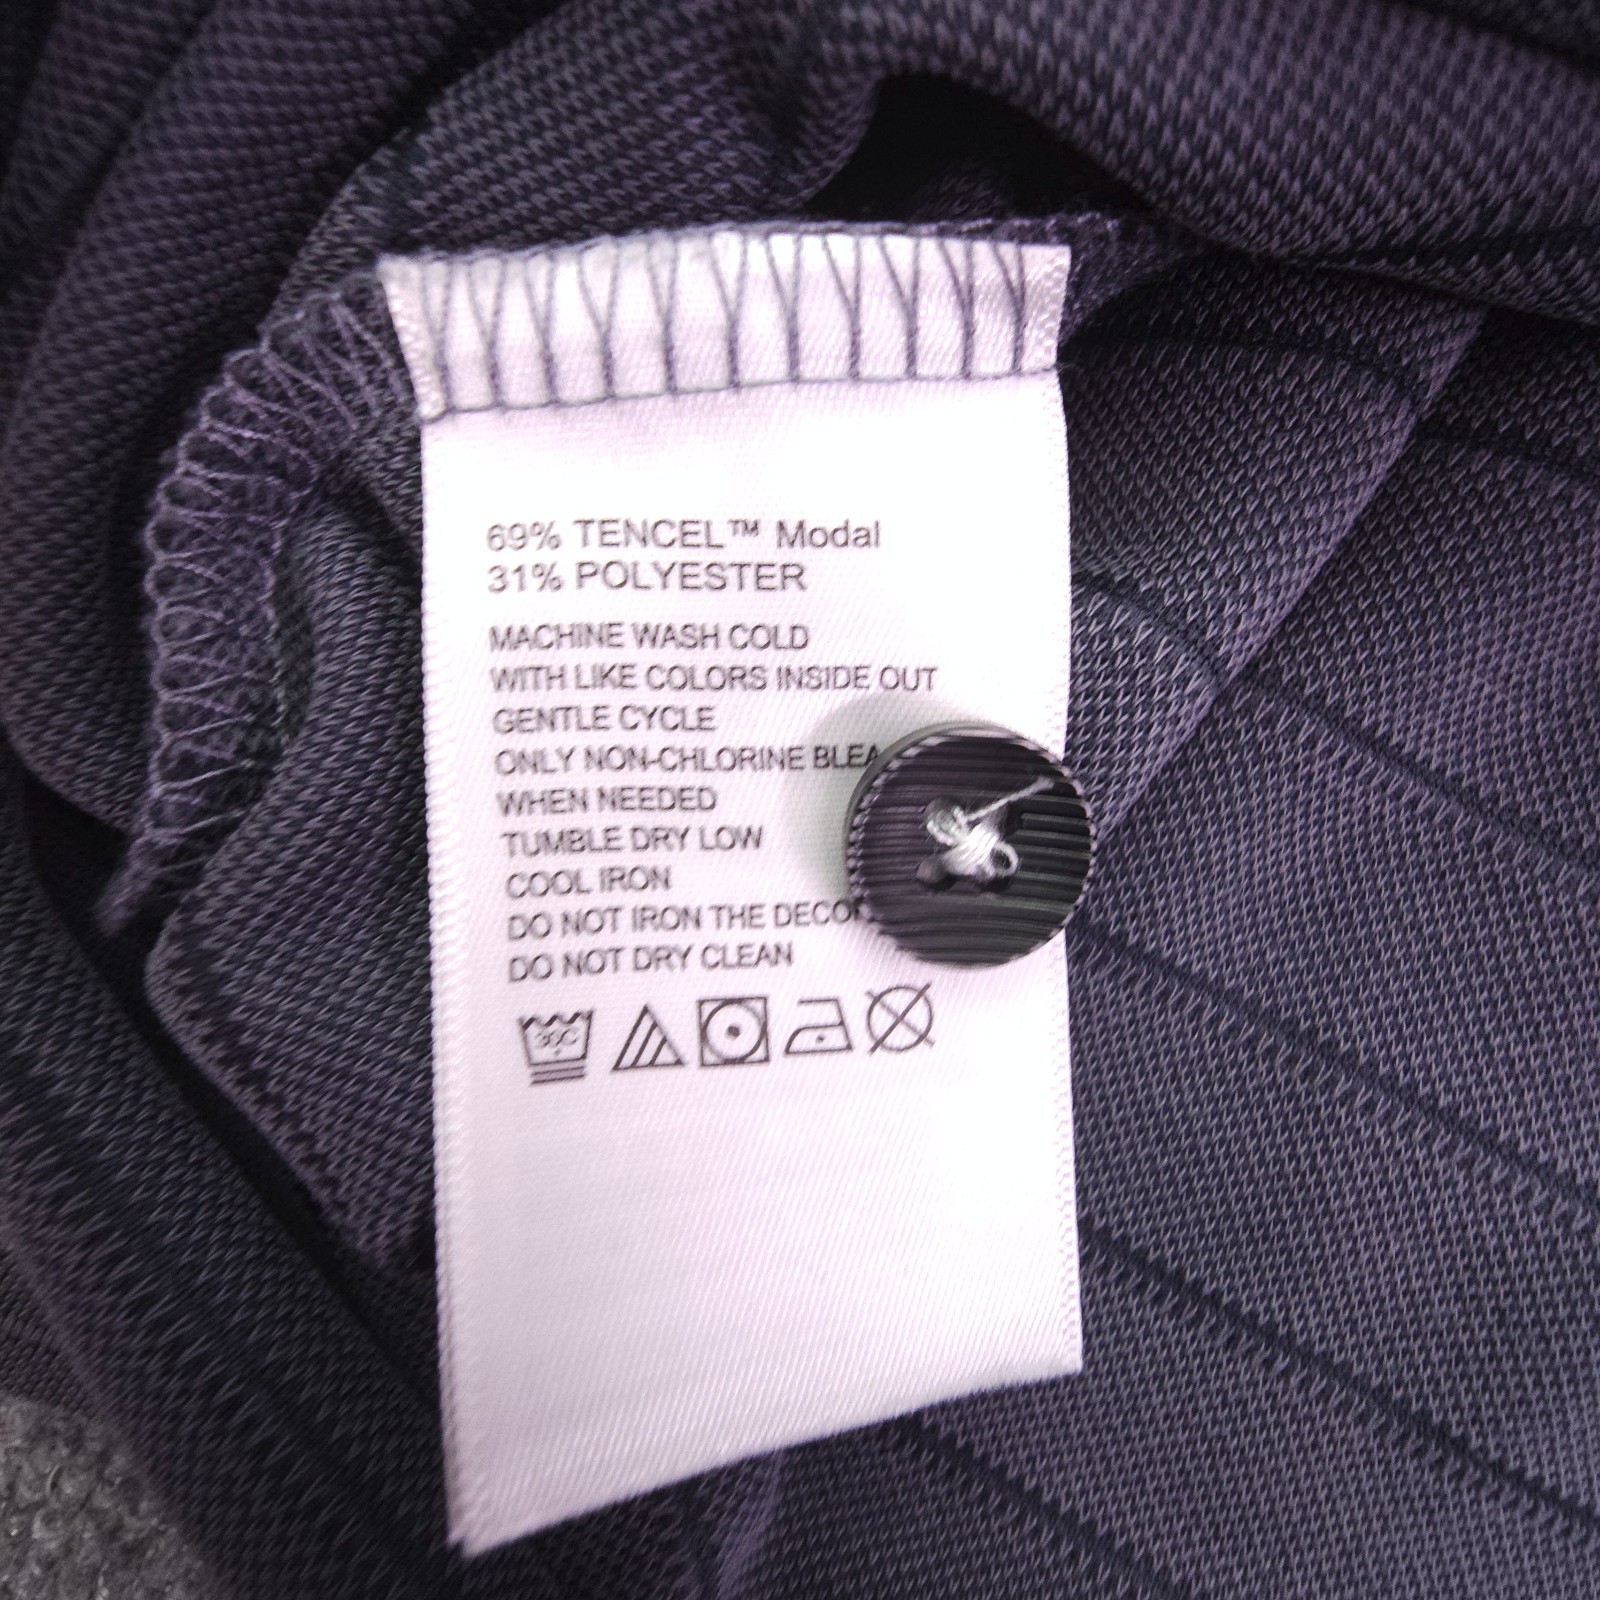 69% TENCEL™ Modal
31% POLYESTER
MACHINE WASH COLD
WITH LIKE COLORS INSIDE OUT
GENTLE CYCLE
ONLY NON-CHLORINE
WHEN NEEDED
TUMBLE DRY LOW
COOL IRON
DO NOT IRON THE
DO NOT DRY CLEAN
30C